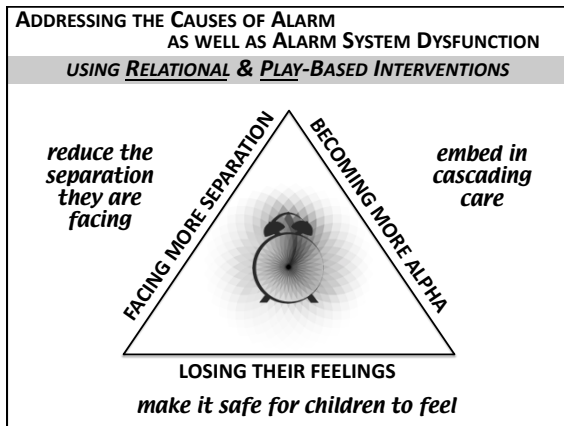 ADDRESSING THE CAUSES OF ALARM
AS WELL AS ALARM SYSTEM DYSFUNCTION
USING RELATIONAL & PLAY-BASED INTERVENTIONS
reduce the
separation
they are
facing
FACING MORE SEPARATION
BECOMING MORE ALPHA
embed in
cascading
care
LOSING THEIR FEELINGS
make it safe for children to feel